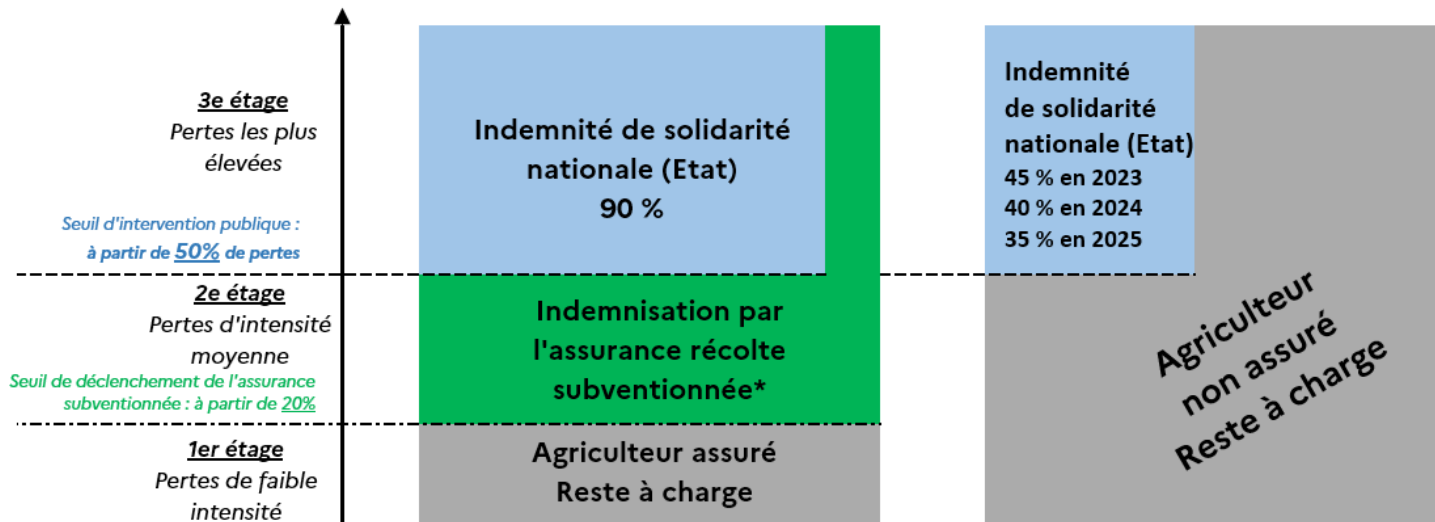 3e étage
Pertes les plus
élevées
Seuil d'intervention publique :
à partir de 50% de pertes
2e étage
Pertes d'intensité
moyenne
Seuil de déclenchement de l'assurance
subventionnée : à partir de 20%
1er étage
Pertes de faible
intensité
Indemnité de solidarité
nationale (Etat)
90 %
Indemnisation par
l'assurance récolte
subventionnée*
Agriculteur assuré
Reste à charge
Indemnité
de solidarité
nationale (Etat)
45 % en 2023
40 % en 2024
35 % en 2025
Agriculteur
non assuré
Reste à charge